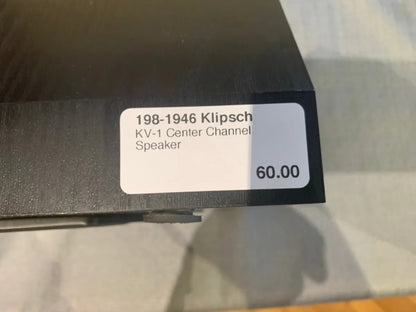 198-1946 Klipsch
KV-1 Center Channel
Speaker
60.00